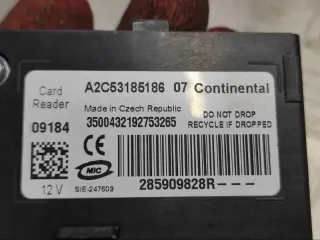 Card
Reader
A2C53185186 07 Continental
Made in Czech Republic
DO NOT DROP
RECYCLE IF DROPPED
09184
3500432192753265
CE
MIC
12 V
SIE-247609
285909828R---